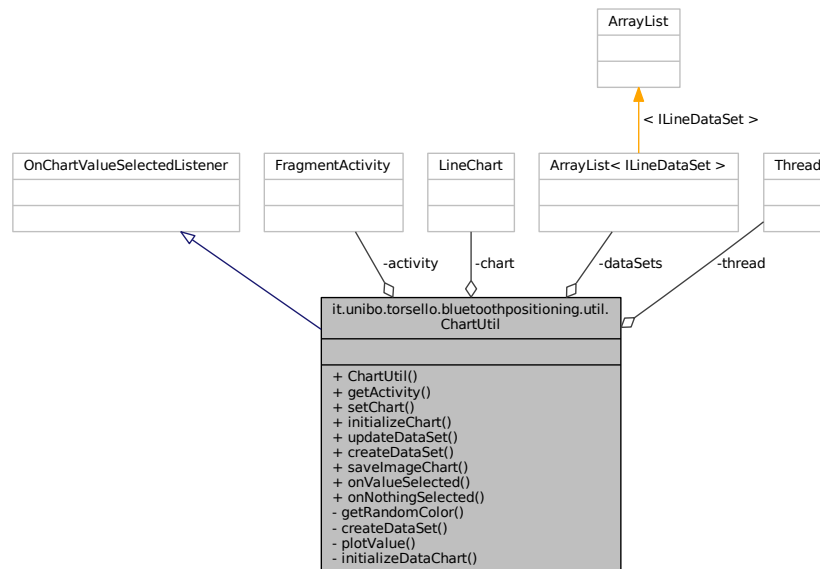 ArrayList
< ILineDataSet >
OnChartValueSelectedListener
FragmentActivity
LineChart
ArrayList< ILineDataSet >
Thread
-activity
-chart
-dataSets
-thread
it.unibo.torsello.bluetoothpositioning.util.
ChartUtil
+ ChartUtil()
+ getActivity()
+ setChart()
+ initializeChart()
+ updateDataSet()
+ createDataSet()
+ saveImageChart()
+ onValueSelected()
+ onNothingSelected()
- getRandomColor()
- createDataSet()
- plotValue()
- initializeDataChart()